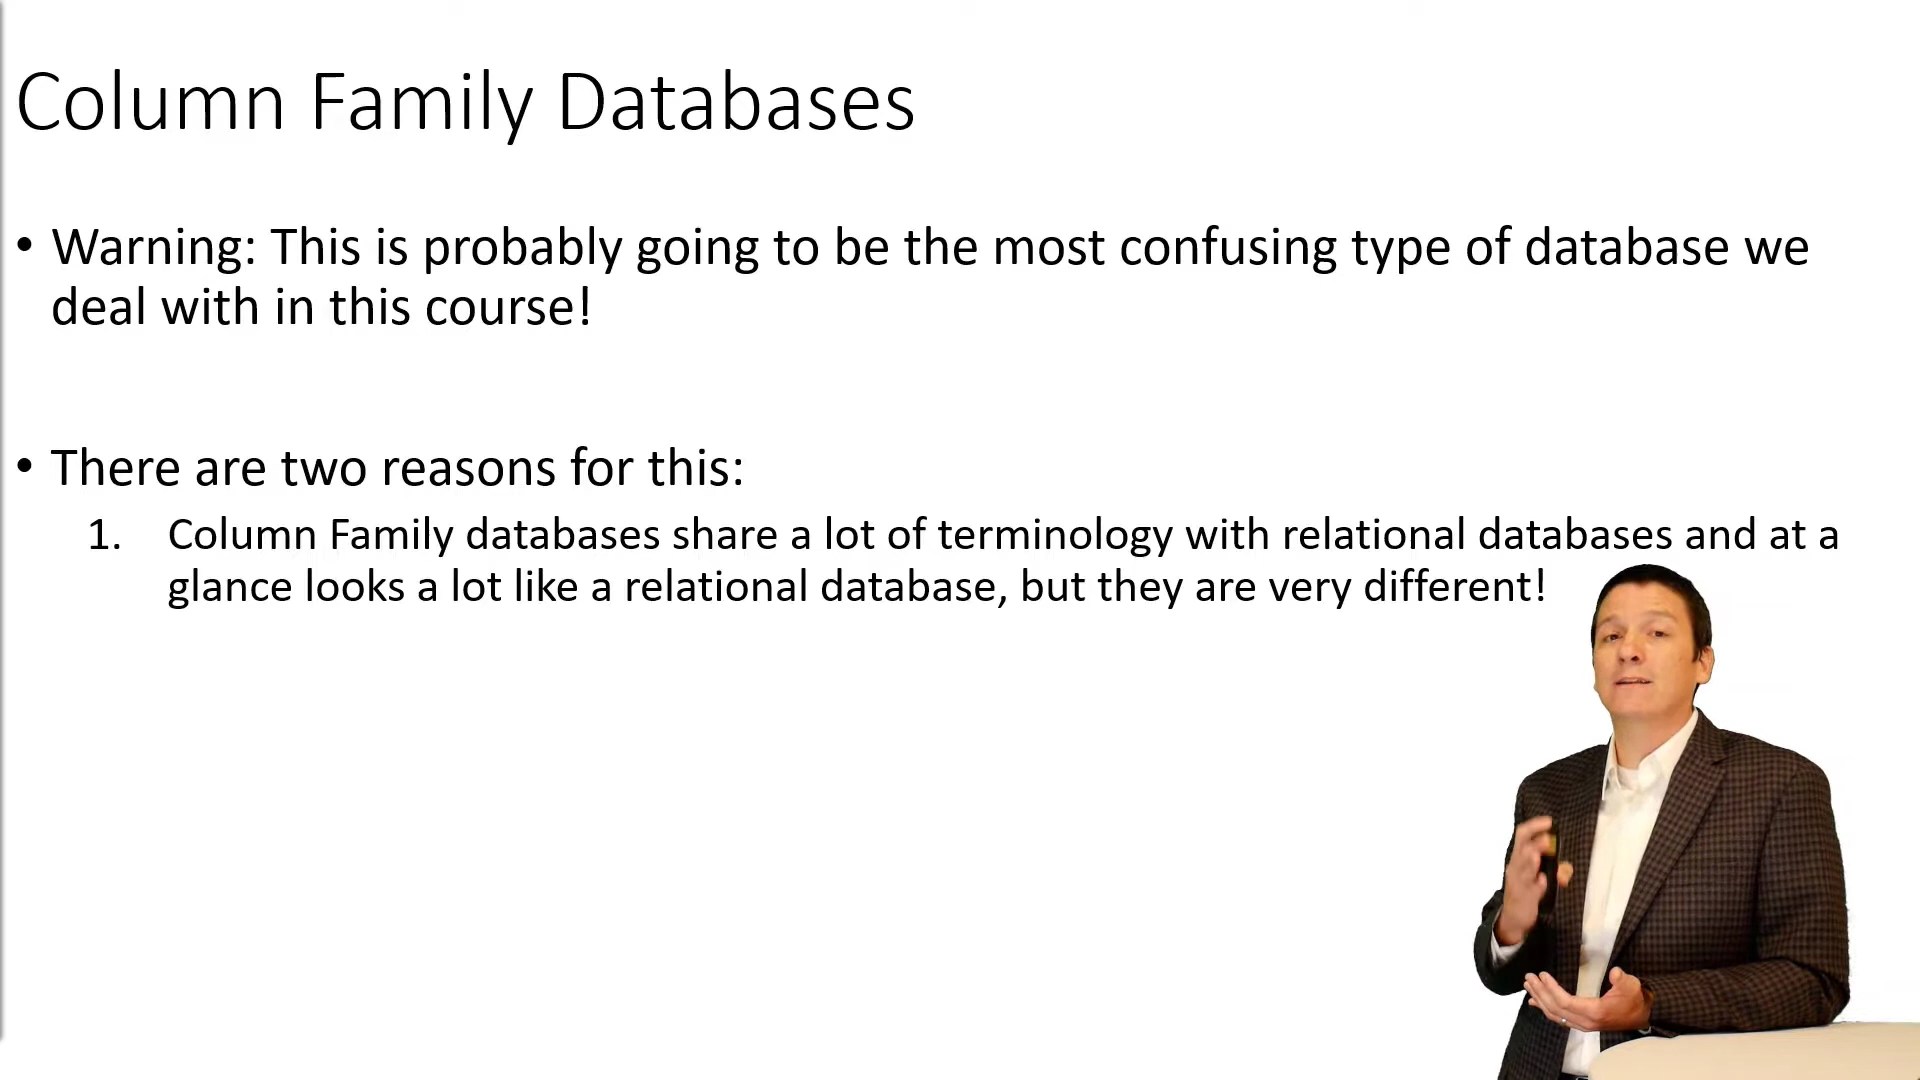 Column Family Databases
• Warning: This is probably going to be the most confusing type of database we
deal with in this course!
• There are two reasons for this:
1. Column Family databases share a lot of terminology with relational databases and at a
glance looks a lot like a relational database, but they are very different!